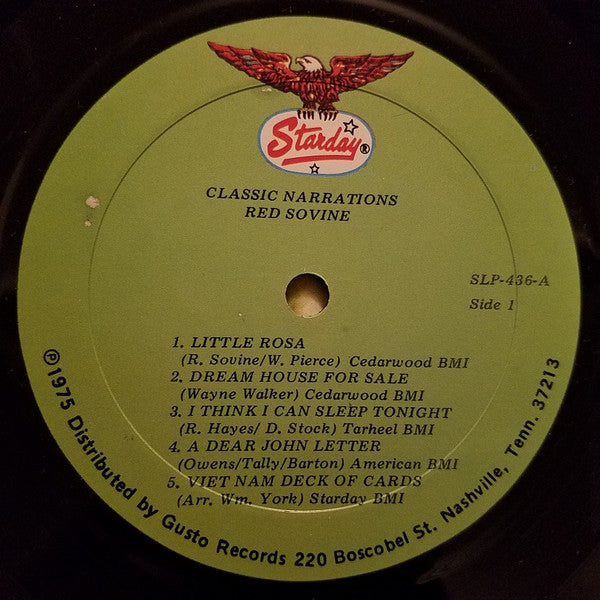 Starday®
CLASSIC NARRATIONS
RED SOVINE
SLP-436-A
Side 1
1. LITTLE ROSA
(R. Sovine/W. Pierce) Cedarwood BMI
2. DREAM HOUSE FOR SALE
(Wayne Walker) Cedarwood BMI
3. I THINK I CAN SLEEP TONIGHT
(R. Hayes/ D. Stock) Tarheel BMI
4. A DEAR JOHN LETTER
(Owens/Tally/Barton) American BMI
5. VIET NAM DECK OF CARDS
(Arr. Wm. York) Starday BMI
℗1975 Distributed by Gusto Records 220 Boscobel St. Nashville, Tenn. 37213